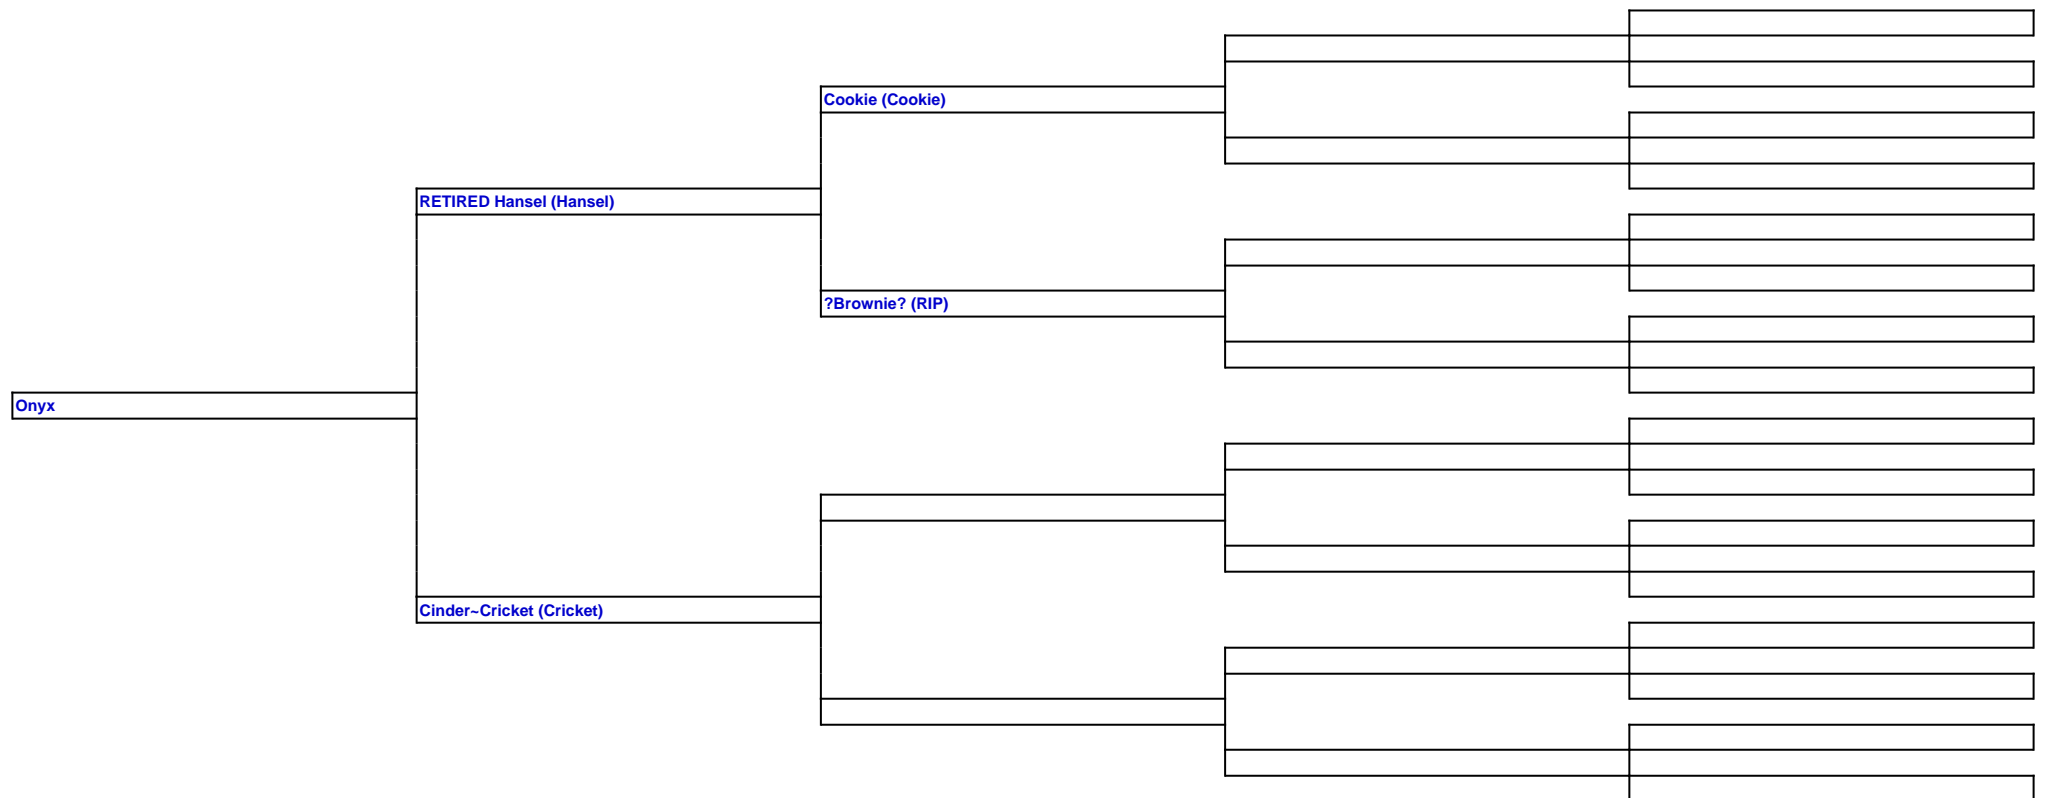 Cookie (Cookie)
RETIRED Hansel (Hansel)
?Brownie? (RIP)
Onyx
Cinder~Cricket (Cricket)